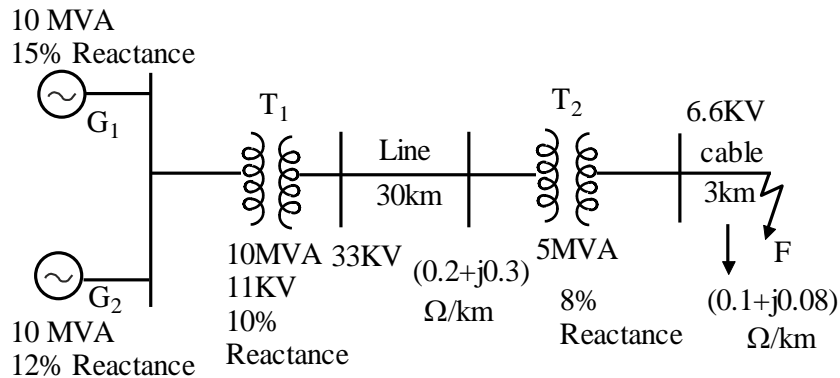 10 MVA
15% Reactance
G1
T1
T2
6.6KV
Line
cable
30km
3km
10MVA
11KV
10%
Reactance
33KV
(0.2+j0.3)
Ω/km
5MVA
8%
Reactance
F
(0.1+j0.08)
Ω/km
G2
10 MVA
12% Reactance